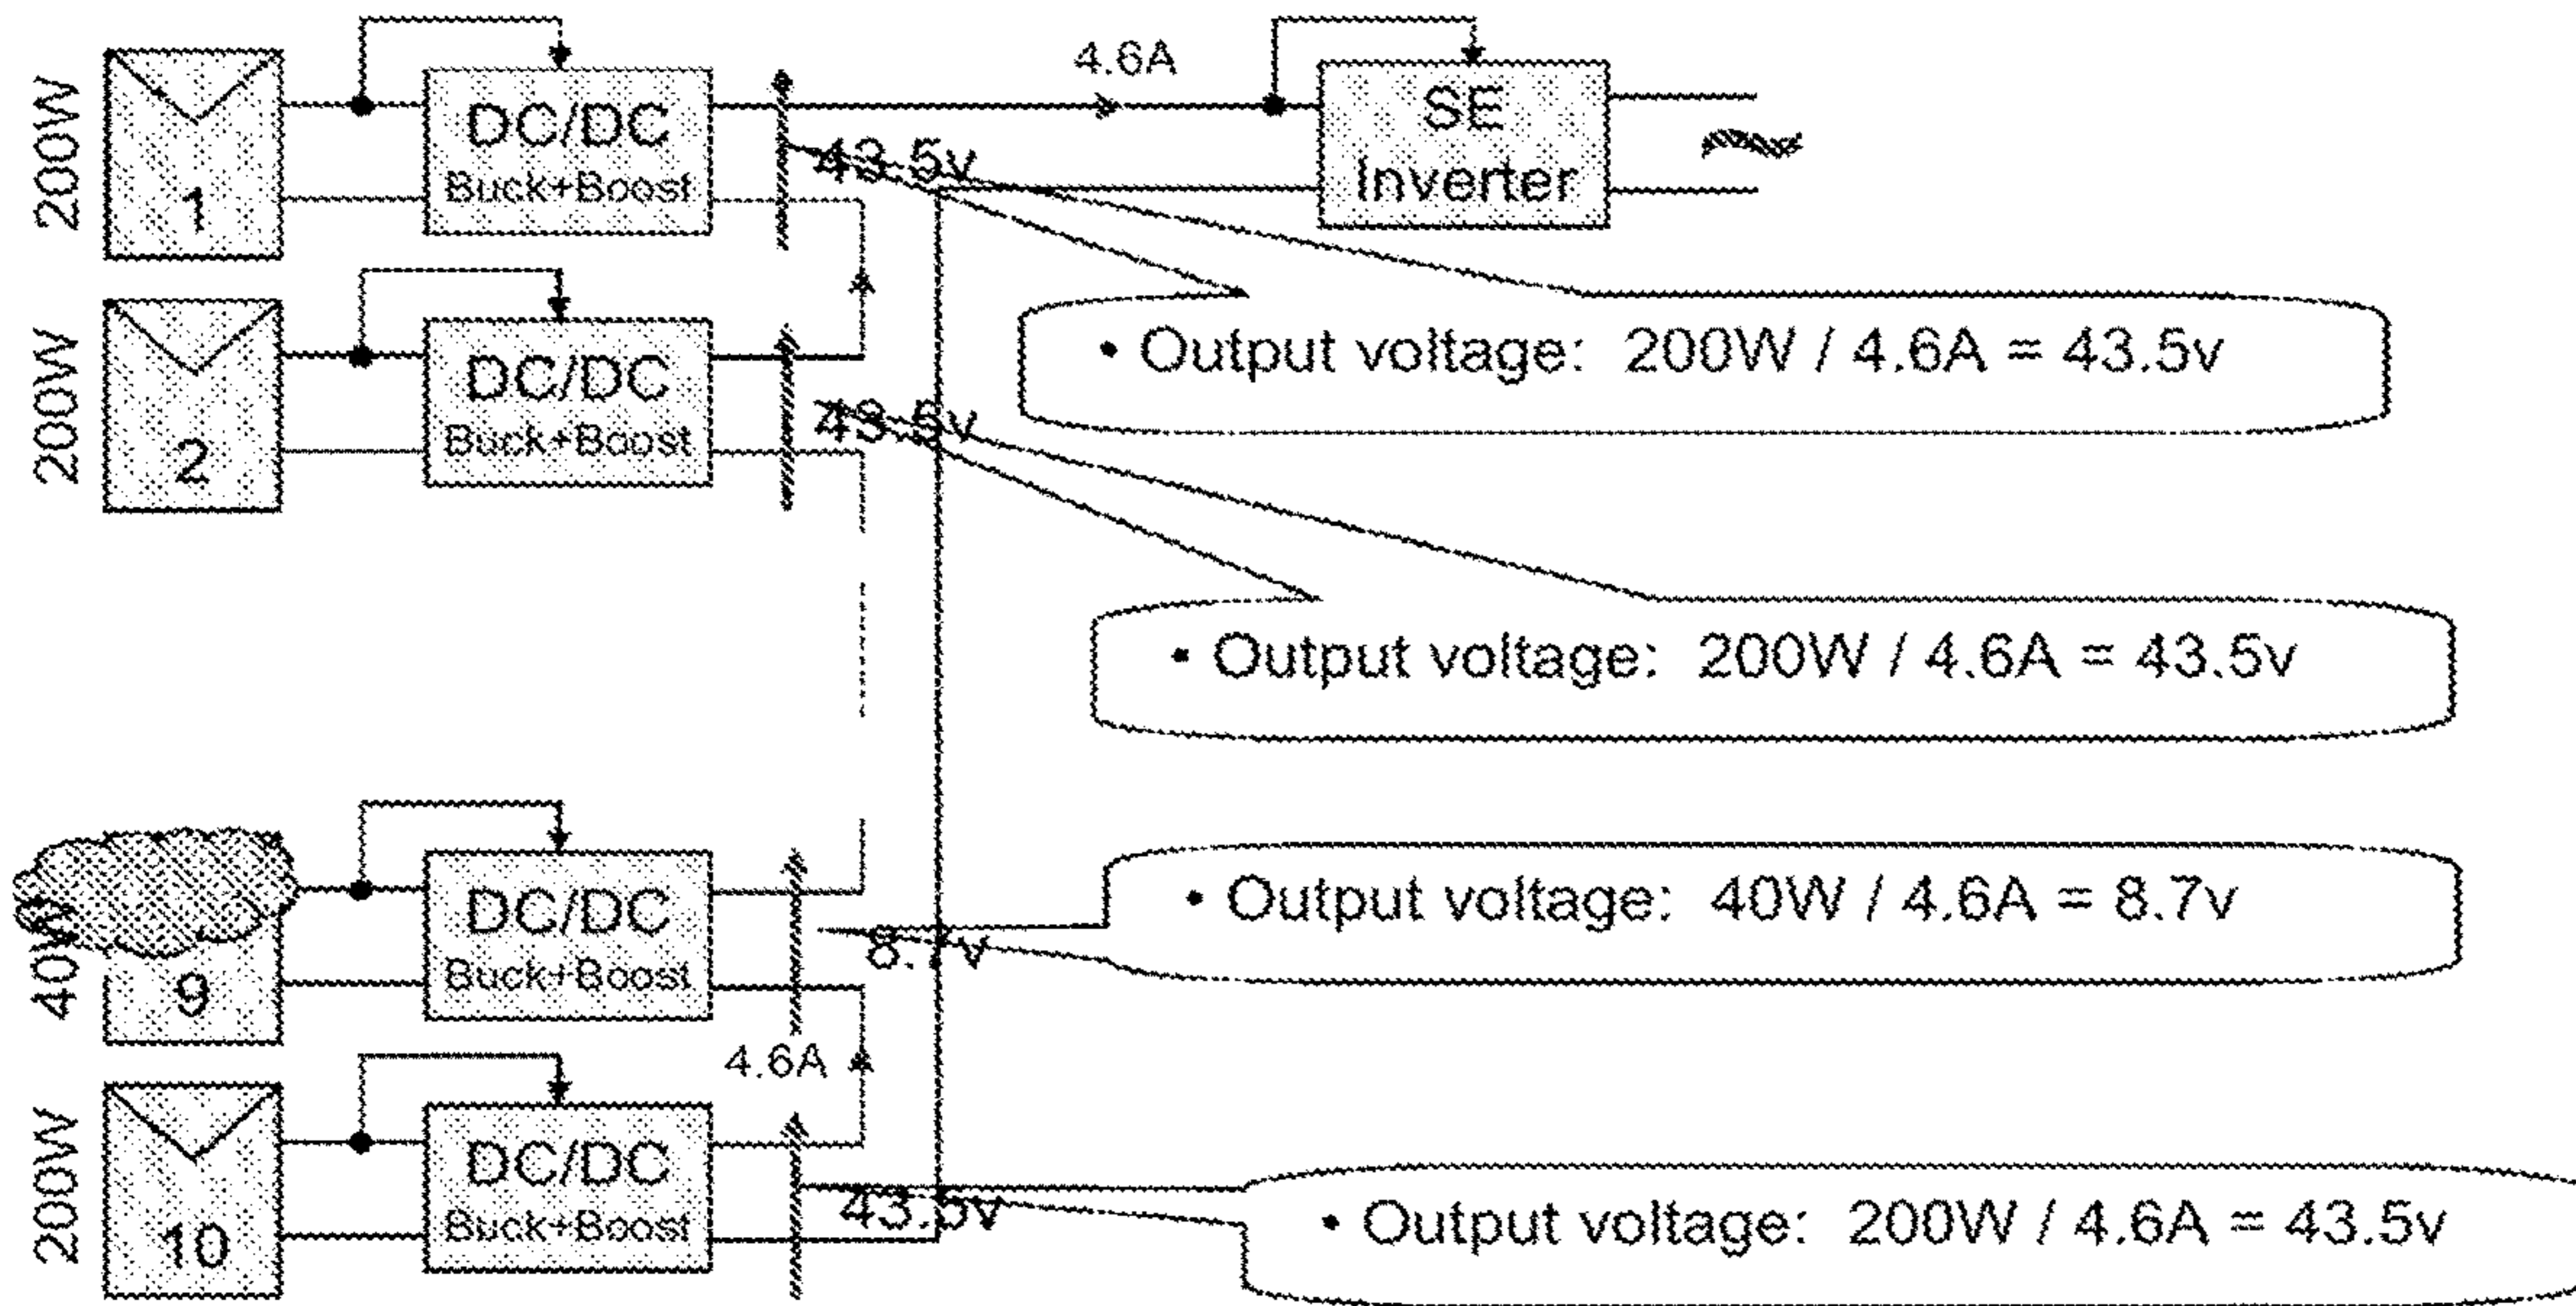 200W
1
DC/DC
Buck+Boost
43.5v
4.6A
SE
Inverter
• Output voltage: 200W / 4.6A = 43.5v
200W
2
DC/DC
Buck+Boost
43.5v
• Output voltage: 200W / 4.6A = 43.5v
40W
9
DC/DC
Buck+Boost
8.7v
• Output voltage: 40W / 4.6A = 8.7v
4.6A
200W
10
DC/DC
Buck+Boost
43.5v
• Output voltage: 200W / 4.6A = 43.5v